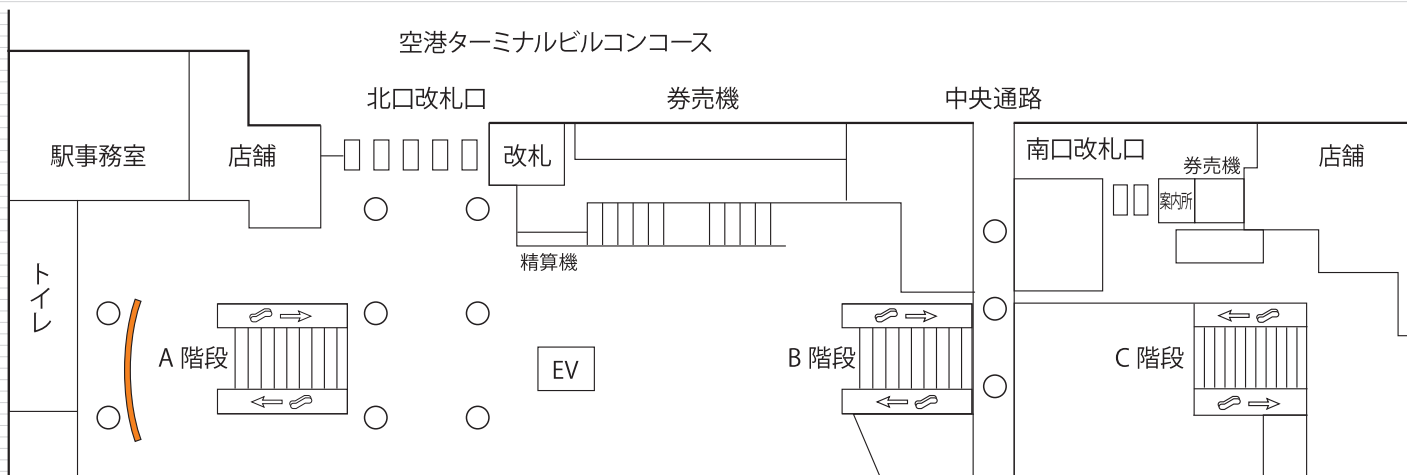 空港ターミナルビルコンコース
北口改札口
券売機
中央通路
駅事務室
店舗
改札
南口改札口
券売機
案内所
店舗
精算機
トイレ
A 階段
EV
B 階段
C 階段